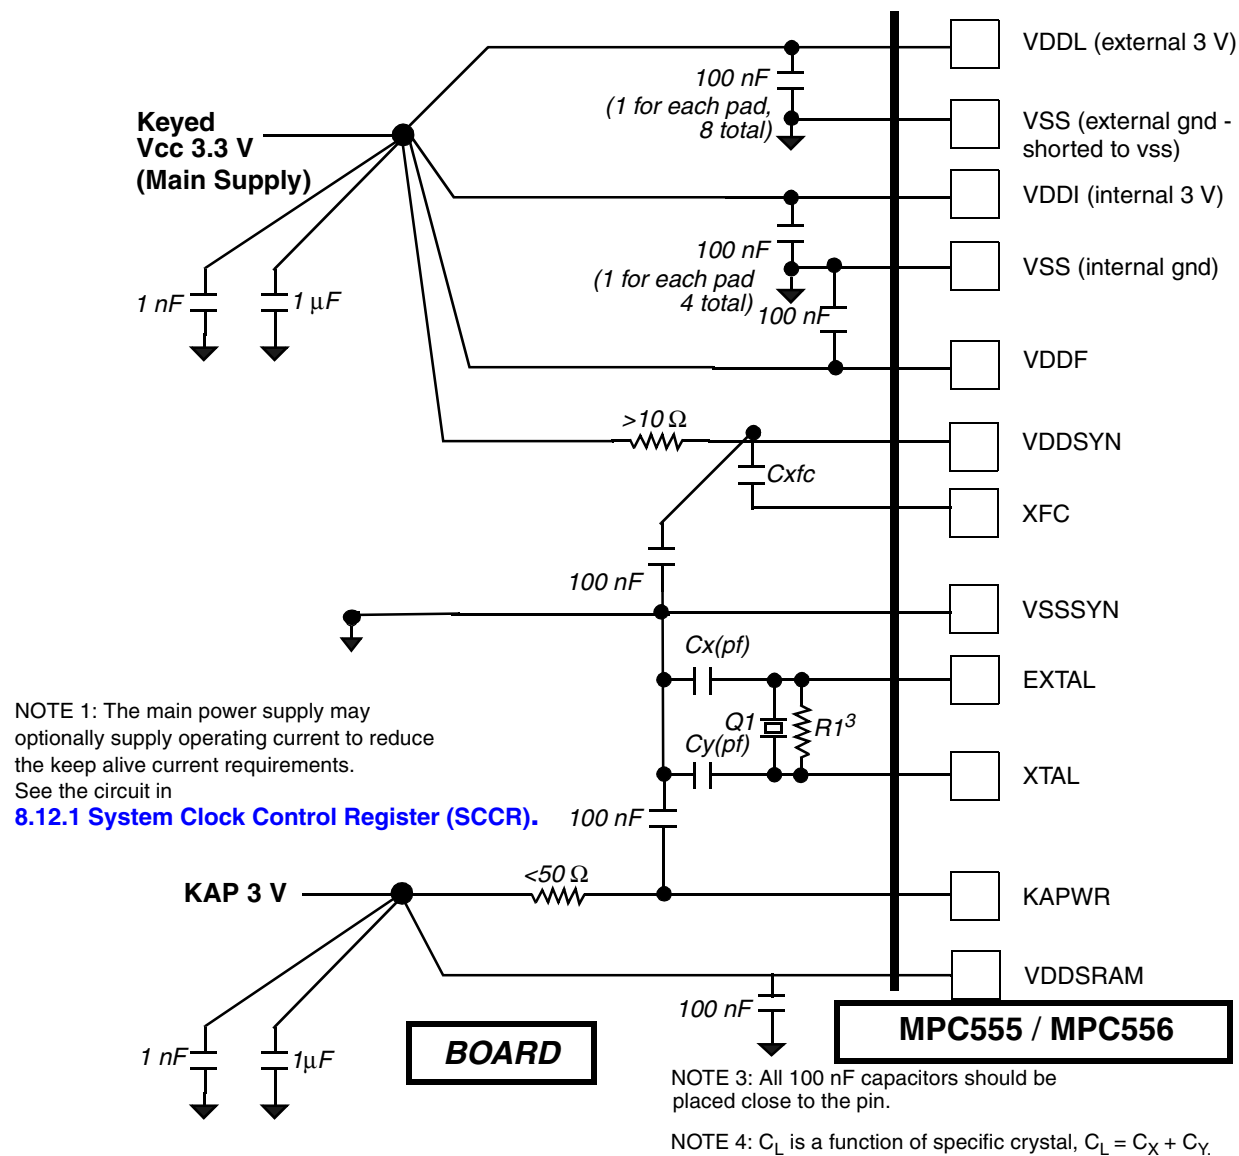 VDDL (external 3 V)
100 nF
(1 for each pad,
8 total)
Keyed
Vcc 3.3 V
(Main Supply)
VSS (external gnd -
shorted to vss)
VDDI (internal 3 V)
100 nF
(1 for each pad
4 total)
VSS (internal gnd)
1 nF
1 μF
100 nF
VDDF
>10 Ω
VDDSYN
Cxfc
XFC
100 nF
VSSSYN
Cx(pf)
EXTAL
NOTE 1: The main power supply may
optionally supply operating current to reduce
the keep alive current requirements.
See the circuit in
8.12.1 System Clock Control Register (SCCR).
Q1
R1³
Cy(pf)
XTAL
100 nF
<50 Ω
KAP 3 V
KAPWR
VDDSRAM
100 nF
1 nF
1μF
BOARD
MPC555 / MPC556
NOTE 3: All 100 nF capacitors should be
placed close to the pin.
NOTE 4: CL is a function of specific crystal, CL = CX + CY.